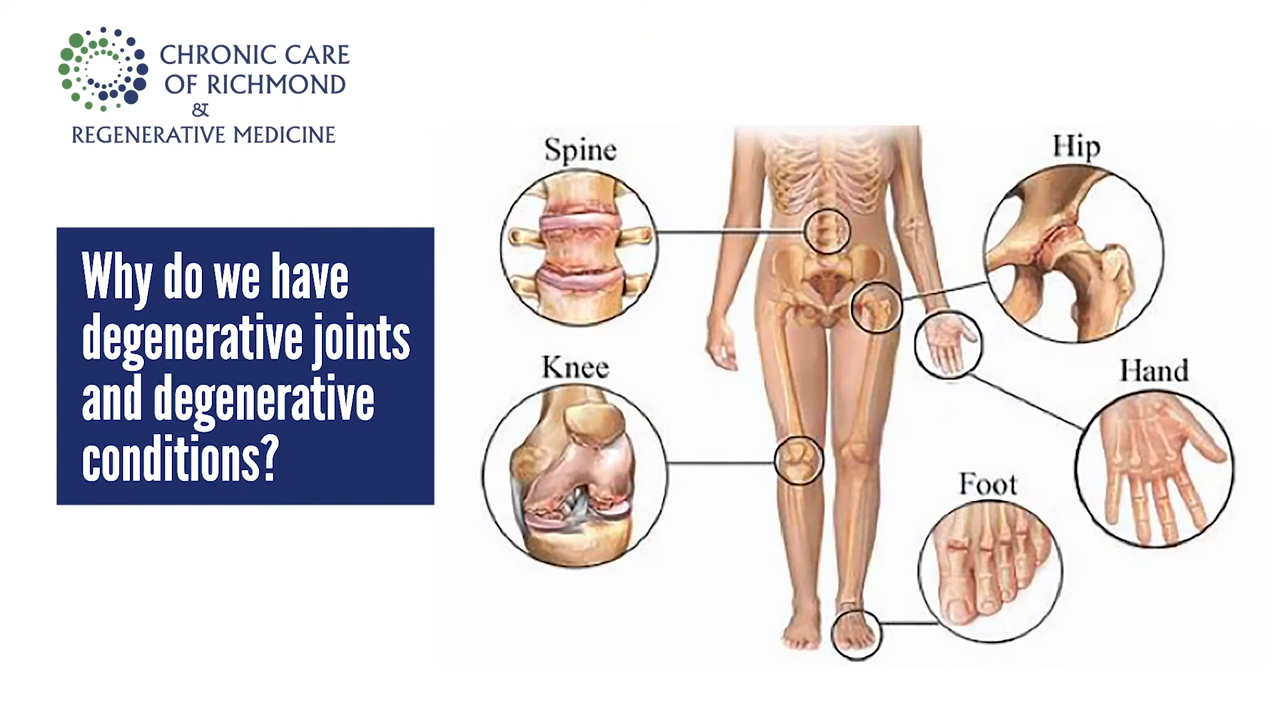 CHRONIC CARE
OF RICHMOND
&
REGENERATIVE MEDICINE
Why do we have
degenerative joints
and degenerative
conditions?
Spine
Hip
Knee
Hand
Foot